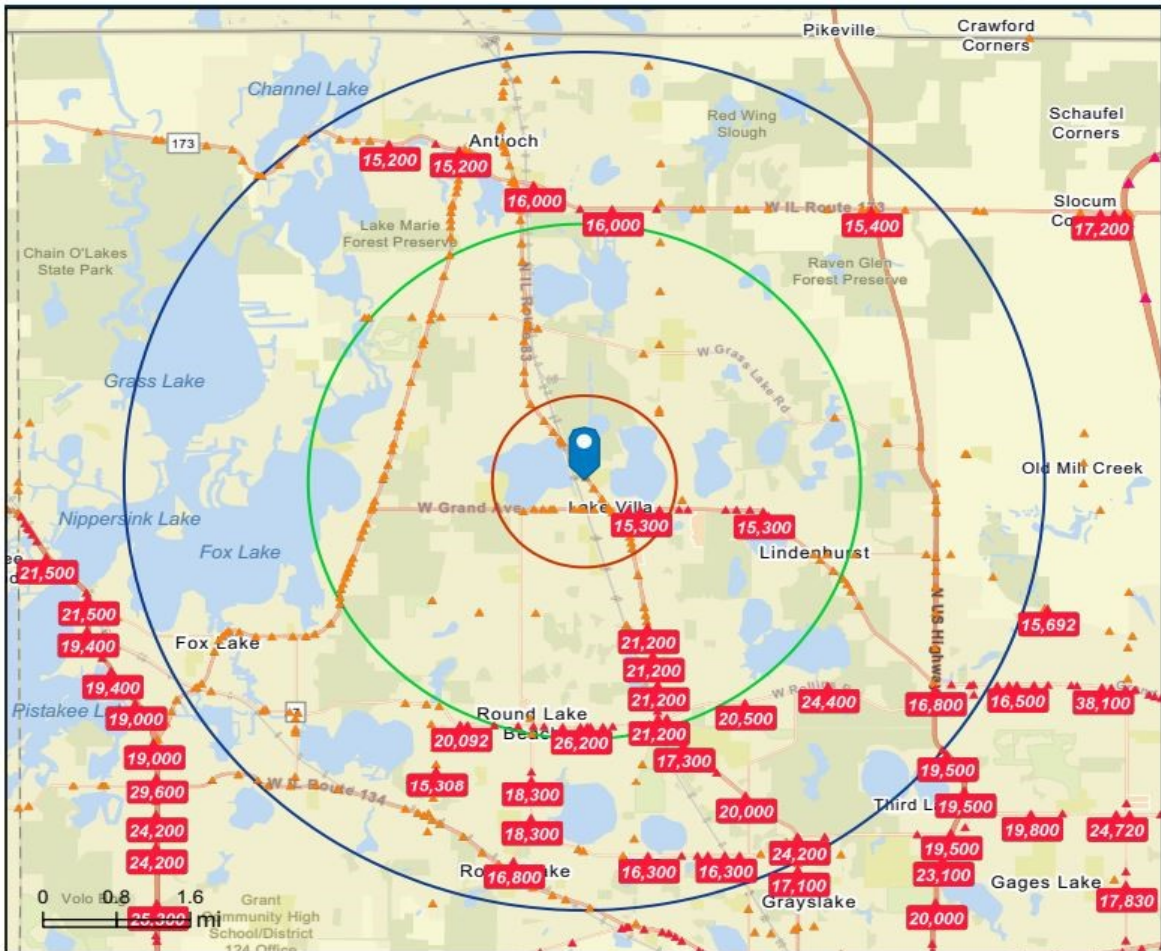 Pikeville
Crawford
Corners
Channel Lake
Red Wing
Slough
Schaufel
Corners
173
Antioch
15,200
15,200
16,000
W IL Route 173
16,000
15,400
Slocum
17,200
Lake Marie
Forest Preserve
Chain O'Lakes
State Park
Raven Glen
Forest Preserve
N IL Route 83
W Grass Lake Rd
Grass Lake
Old Mill Creek
W Grand Ave
Lake Villa
15,300
15,300
Lindenhurst
Nippersink Lake
Fox Lake
21,500
21,500
19,400
Fox Lake
N US Highway
15,692
21,200
21,200
19,400
21,200
24,400
16,800
16,500
38,100
Pistakee
19,000
Round Lake
Beach
20,092
26,200
21,200
20,500
19,000
17,300
19,500
29,600
15,308
18,300
W IL Route 134
20,000
Third
19,500
24,200
18,300
19,800
24,720
24,200
24,200
19,500
16,800
16,300
16,300
17,100
23,100
Grayslake
Gages Lake
17,830
0 0.8 1.6
mi
Volo
25,300
Grant
Community High
School/District
124 Office
20,000